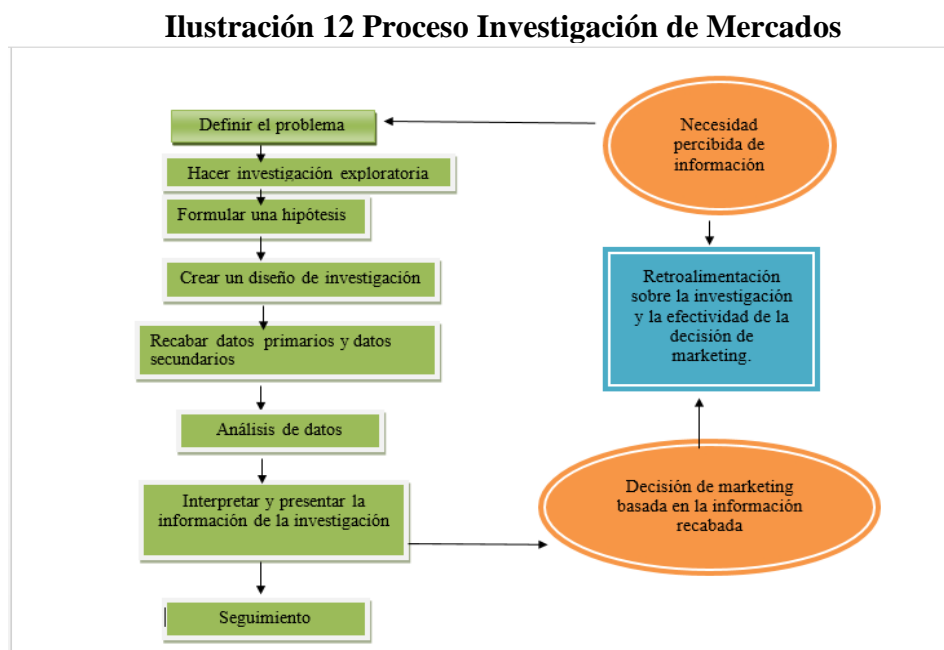 Ilustración 12 Proceso Investigación de Mercados
Definir el problema
Hacer investigación exploratoria
Formular una hipótesis
Crear un diseño de investigación
Recabar datos primarios y datos
secundarios
Análisis de datos
Interpretar y presentar la
información de la investigación
Seguimiento
Necesidad
percibida de
información
Retroalimentación
sobre la investigación
y la efectividad de la
decisión de
marketing.
Decisión de marketing
basada en la información
recabada